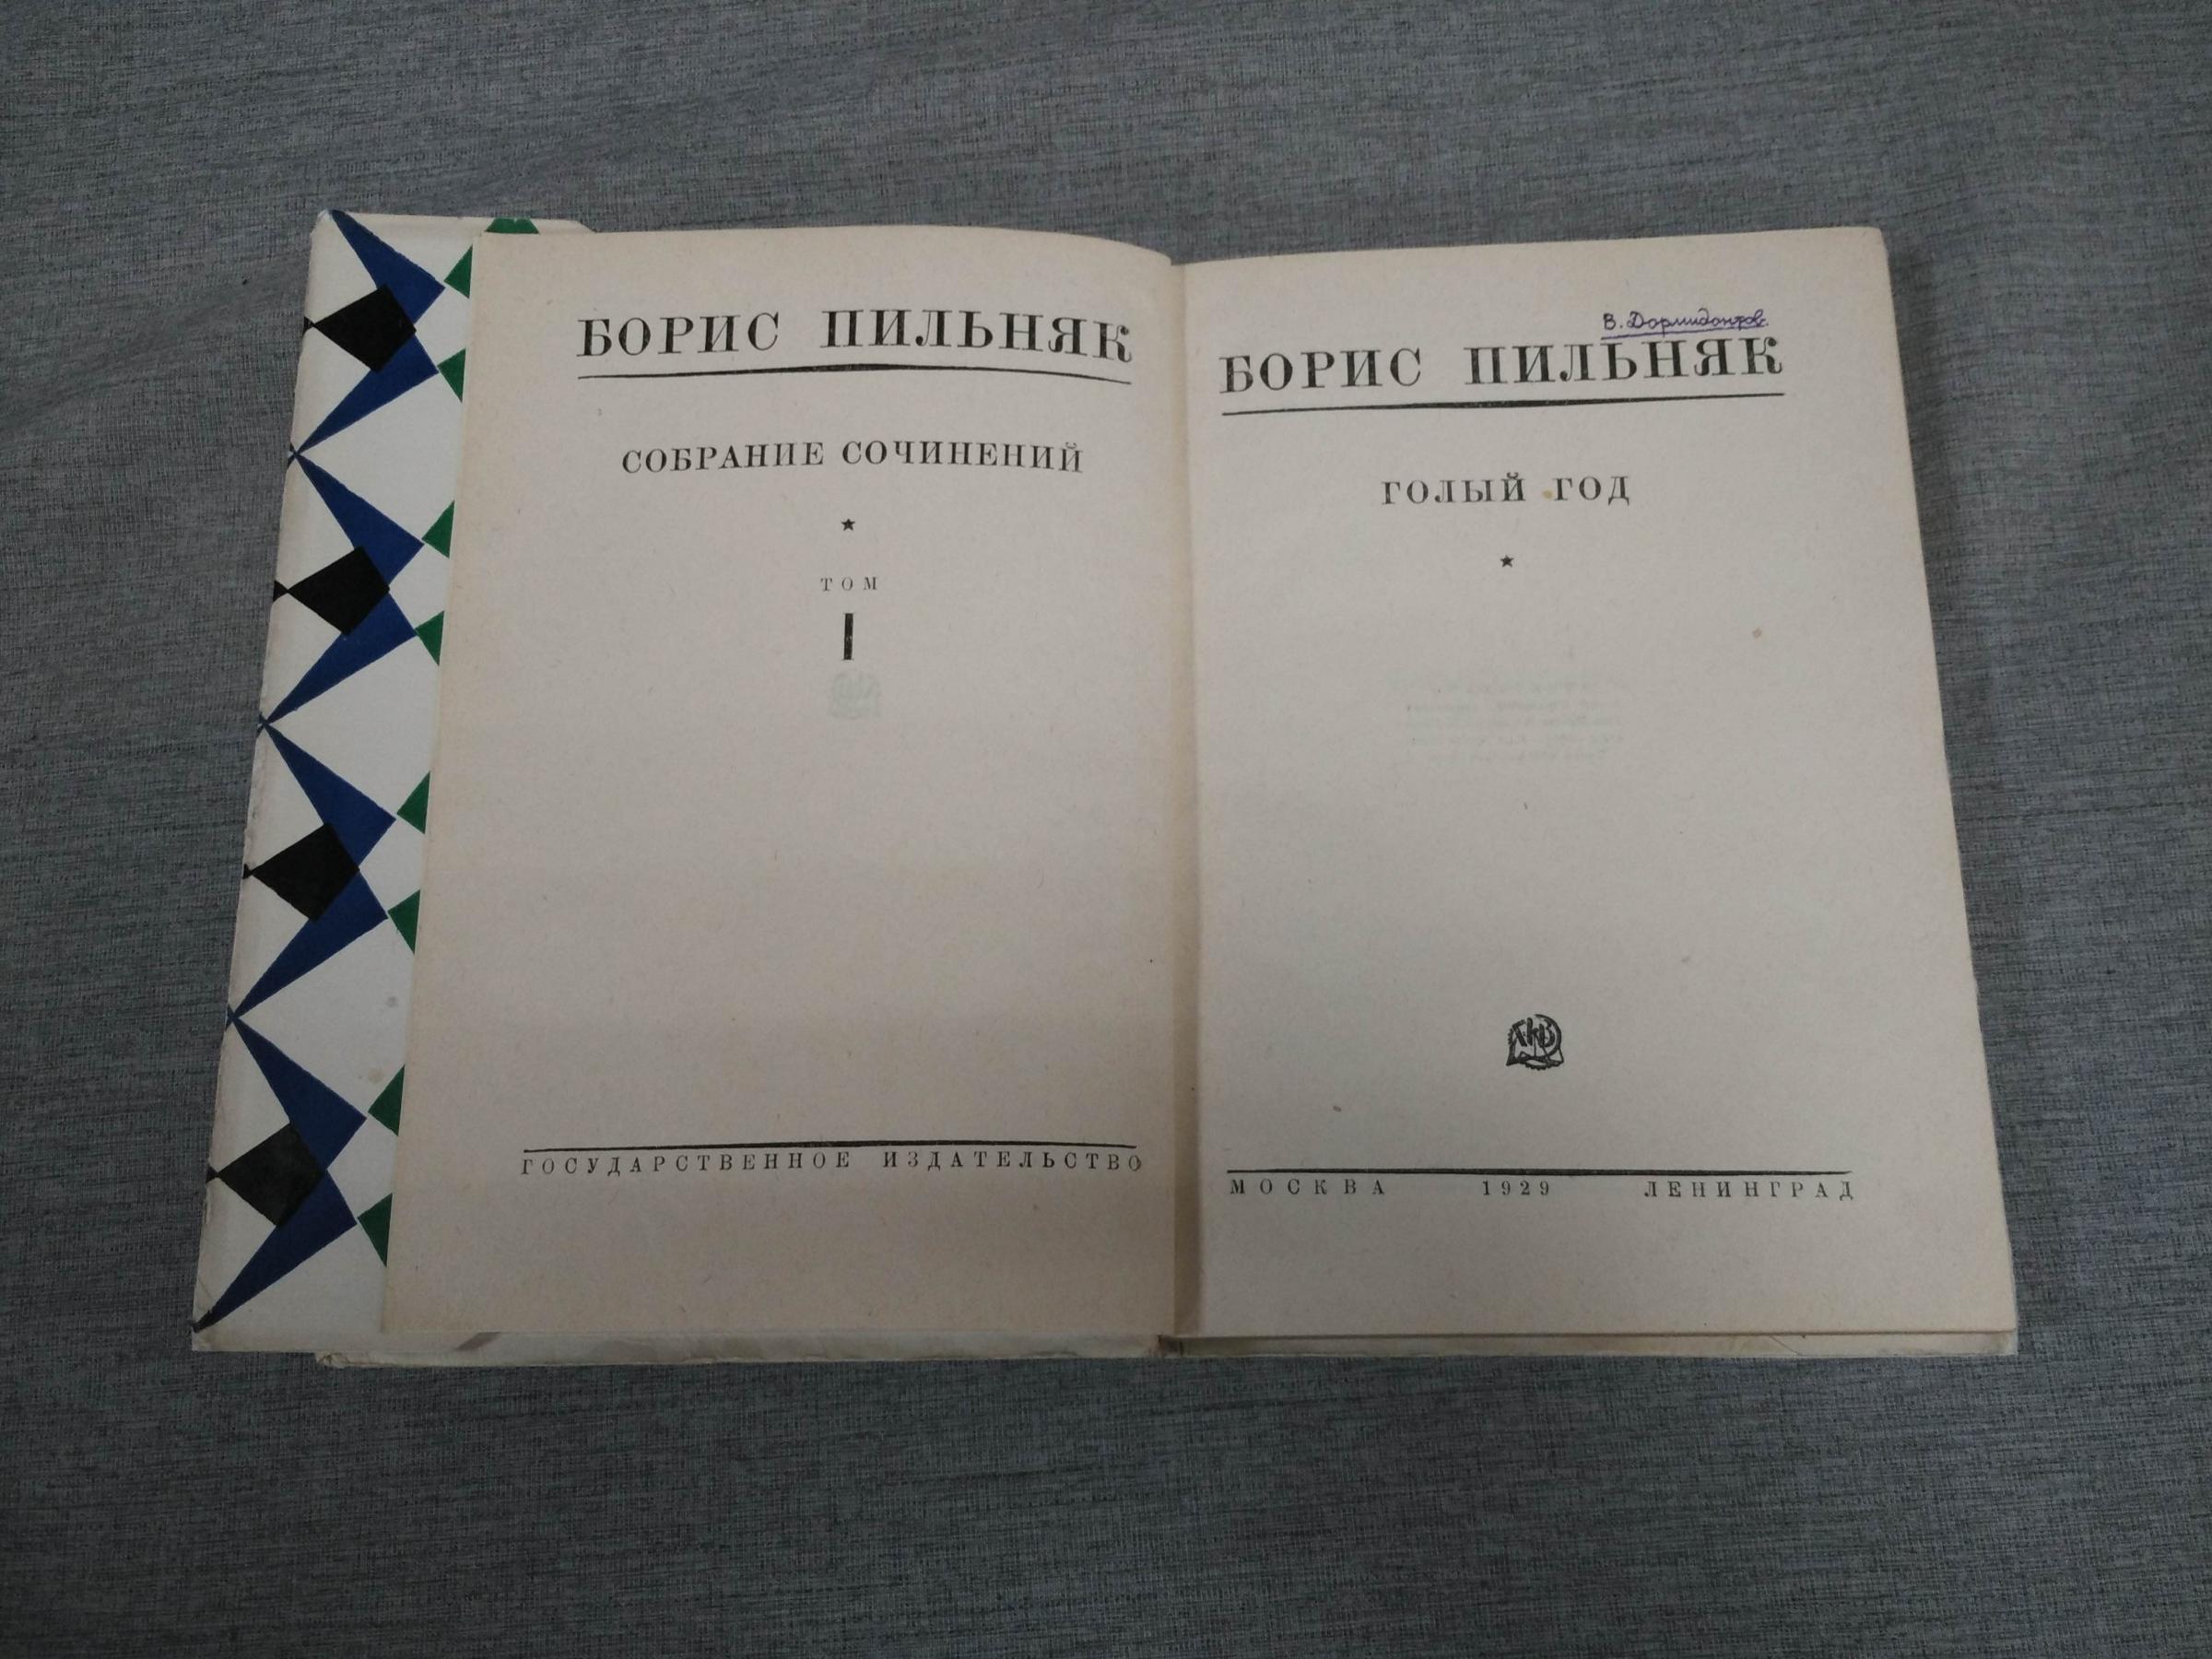 БОРИС ПИЛЬНЯК
СОБРАНИЕ СОЧИНЕНИЙ
ТОМ
I
ГОСУДАРСТВЕННОЕ ИЗДАТЕЛЬСТВО
В. Дормидонтов.
БОРИС ПИЛЬНЯК
ГОЛЫЙ ГОД
МОСКВА 1929 ЛЕНИНГРАД